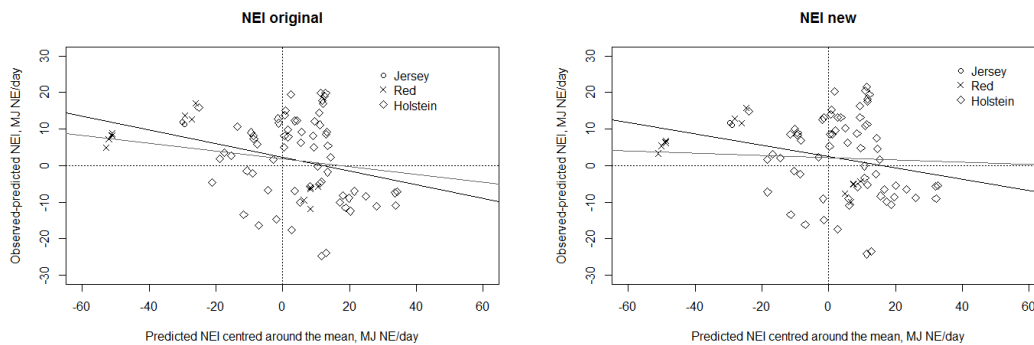 NEI original
Observed-predicted NEI, MJ NE/day
30
20
10
0
-10
-30
Jersey
Red
Holstein
-60
-40
-20
0
20
40
60
Predicted NEI centred around the mean, MJ NE/day
NEI new
Observed-predicted NEI, MJ NE/day
30
20
10
0
-10
-30
Jersey
Red
Holstein
-60
-40
-20
0
20
40
60
Predicted NEI centred around the mean, MJ NE/day